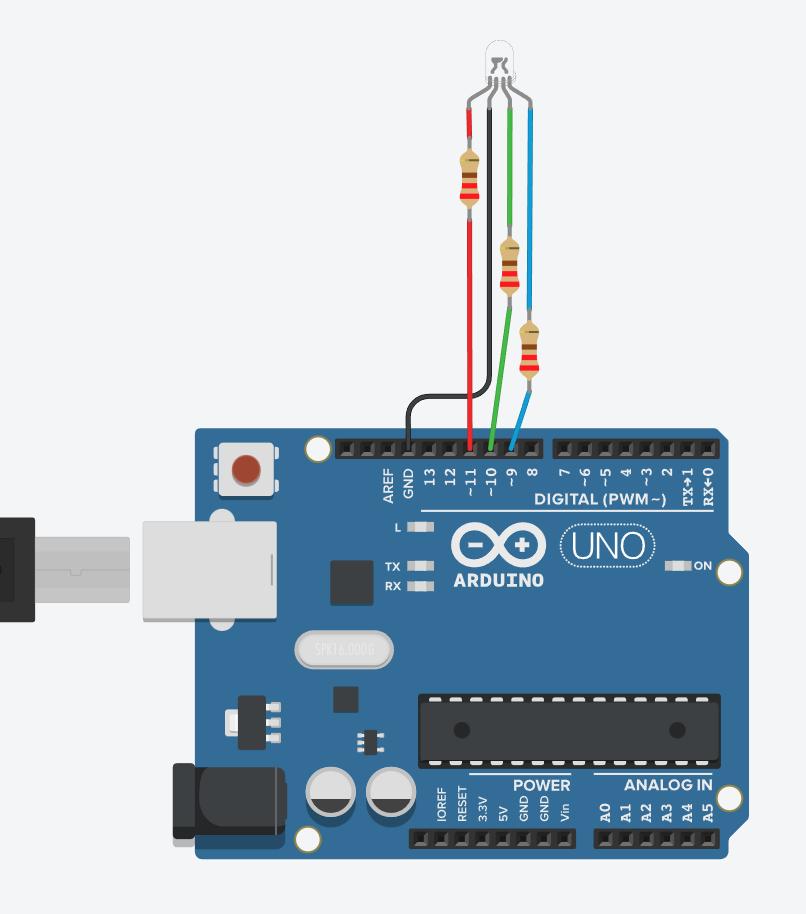 AREF
GND
13
12
~11
~10
~9
8
7
~6
~5
4
~3
2
TX→1
RX←0
DIGITAL (PWM~)
L
TX
RX
ARDUINO
UNO
ON
SPK16.000G
POWER
ANALOG IN
IOREF
RESET
3.3V
5V
GND
GND
Vin
A0
A1
A2
A3
A4
A5